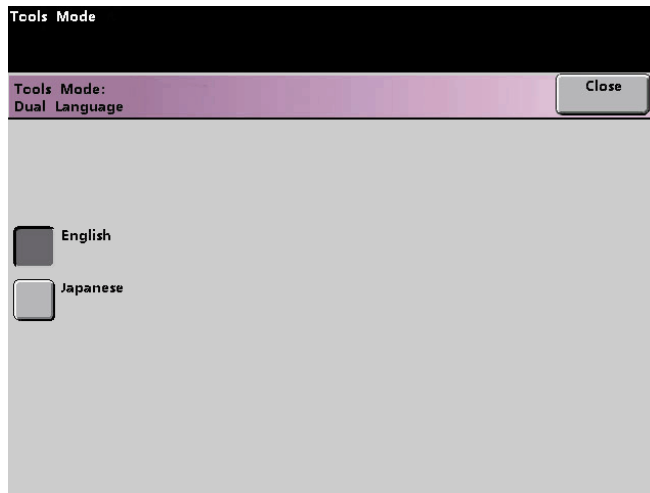 Tools Mode
Tools Mode:
Dual Language
Close
English
Japanese